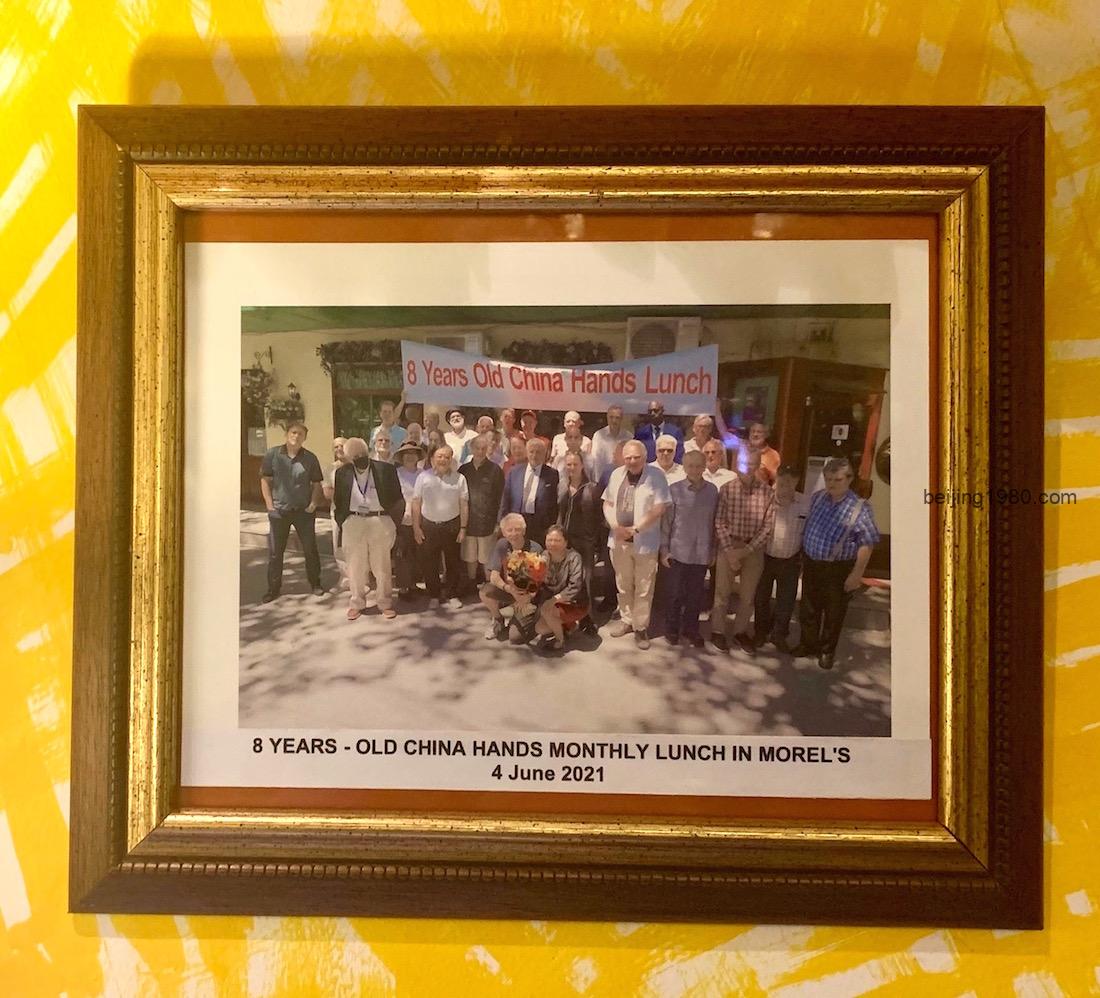 8 Years Old China Hands Lunch
beijing1980.com
8 YEARS - OLD CHINA HANDS MONTHLY LUNCH IN MOREL'S
4 June 2021